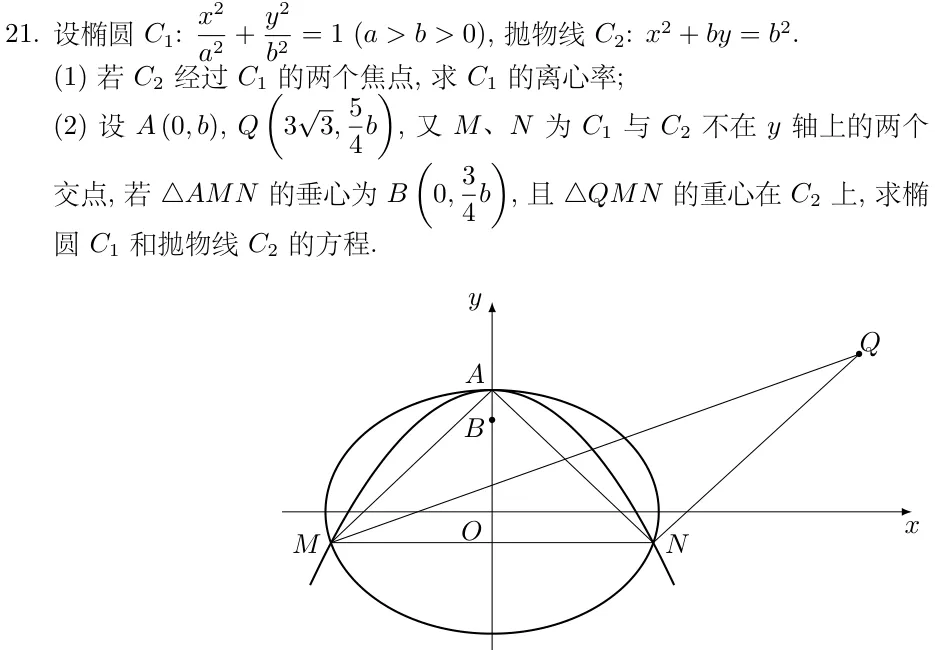 21. 设椭圆 C₁: x²/a² + y²/b² = 1 (a > b > 0), 抛物线 C₂: x² + by = b².
(1) 若 C₂ 经过 C₁ 的两个焦点, 求 C₁ 的离心率;
(2) 设 A (0, b), Q (3√3, 5/4 b), 又 M、N 为 C₁ 与 C₂ 不在 y 轴上的两个
交点, 若 △AMN 的垂心为 B (0, 3/4 b), 且 △QMN 的重心在 C₂ 上, 求椭
圆 C₁ 和抛物线 C₂ 的方程.
y
Q
A
B
O
x
M
N